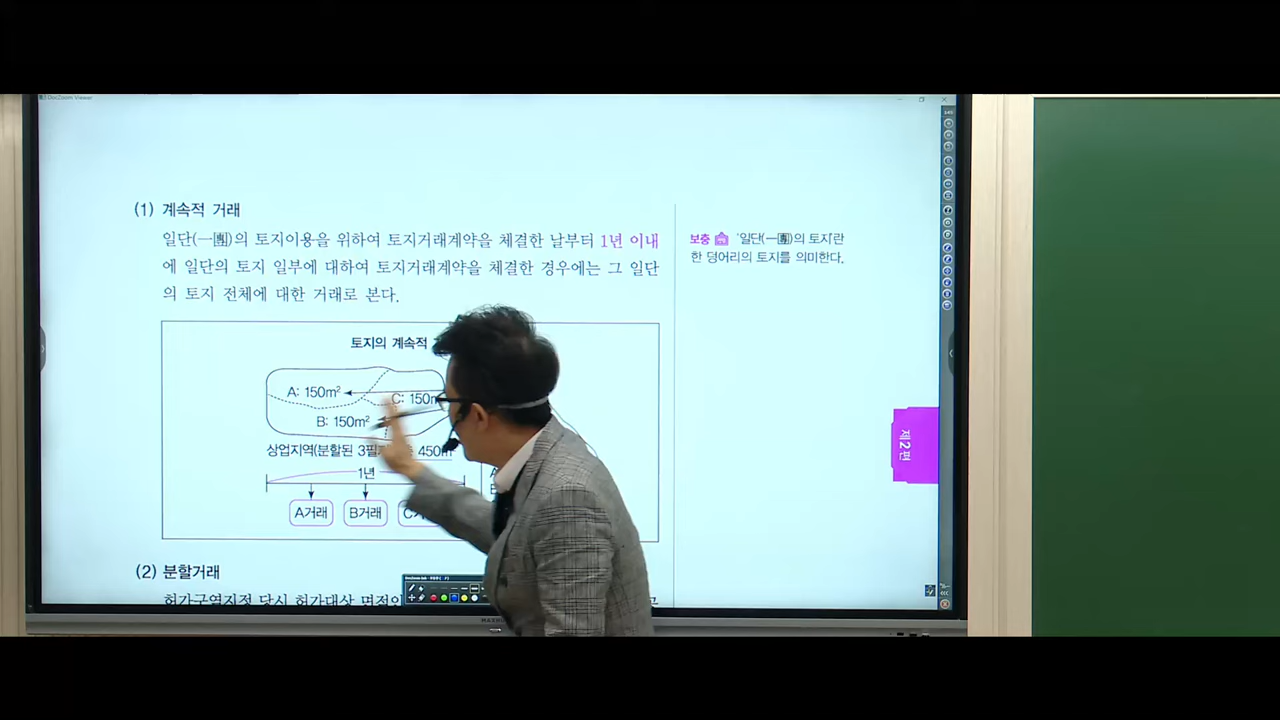 DocZoom Viewer
(1) 계속적 거래
일단(一團)의 토지이용을 위하여 토지거래계약을 체결한 날부터 1년 이내
에 일단의 토지 일부에 대하여 토지거래계약을 체결한 경우에는 그 일단
의 토지 전체에 대한 거래로 본다.
보충 '일단(一團)의 토지'란
한 덩어리의 토지를 의미한다.
토지의 계속적
A: 150m²
C: 150m
B: 150m²
상업지역(분할된 3필지 450m
1년
A거래 B거래
제2편
(2) 분할거래
허가구역지정 당시 허가대상 면적